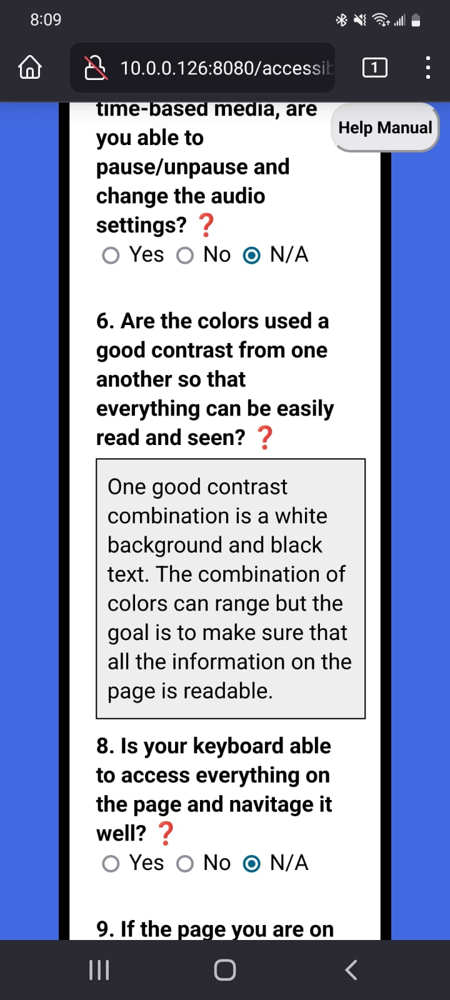 8:09
10.0.0.126:8080/accessib
1
time-based media, are
Help Manual
you able to
pause/unpause and
change the audio
settings? ❓
Yes No N/A
6. Are the colors used a
good contrast from one
another so that
everything can be easily
read and seen? ❓
One good contrast
combination is a white
background and black
text. The combination of
colors can range but the
goal is to make sure that
all the information on the
page is readable.
8. Is your keyboard able
to access everything on
the page and navitage it
well? ❓
Yes No N/A
9. If the page you are on